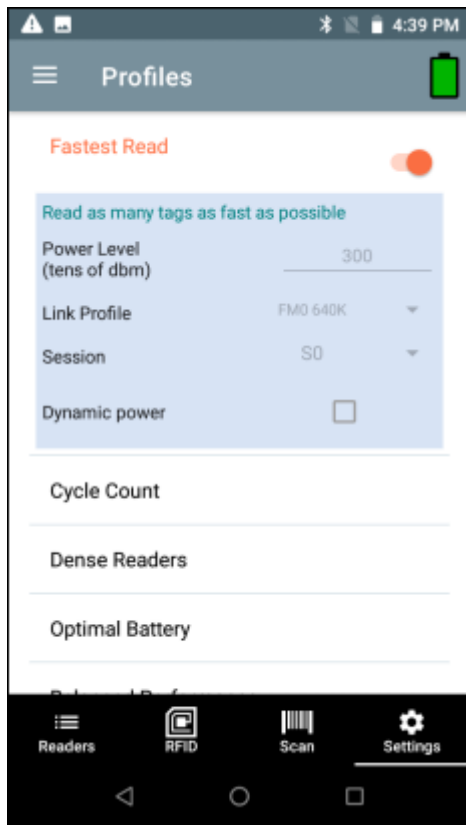 4:39 PM
Profiles
Fastest Read
Read as many tags as fast as possible
Power Level
(tens of dbm)
300
Link Profile
FM0 640K
Session
S0
Dynamic power
Cycle Count
Dense Readers
Optimal Battery
Readers
RFID
Scan
Settings